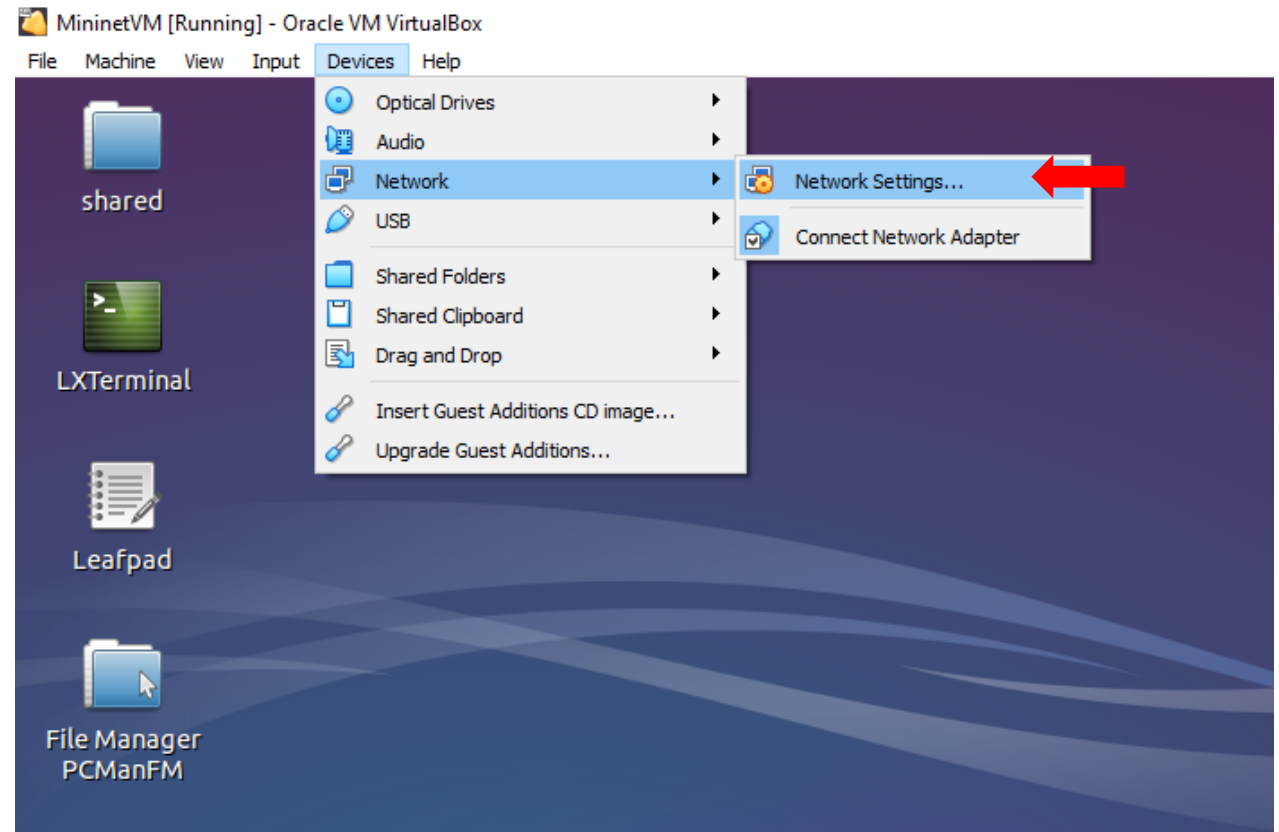 MininetVM [Running] - Oracle VM VirtualBox
File Machine View Input Devices Help
Optical Drives
Audio
Network
USB
Shared Folders
Shared Clipboard
Drag and Drop
Insert Guest Additions CD image...
Upgrade Guest Additions...
Network Settings...
Connect Network Adapter
shared
>_
LXTerminal
Leafpad
File Manager
PCManFM